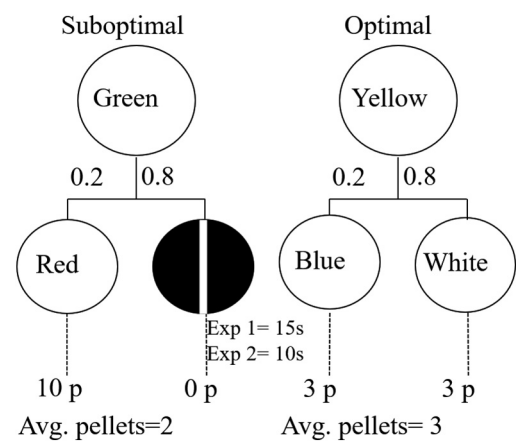 Suboptimal
Optimal
Green
Yellow
0.2
0.8
0.2
0.8
Red
Blue
White
Exp 1= 15s
Exp 2= 10s
10 p
0 p
3 p
3 p
Avg. pellets=2
Avg. pellets= 3